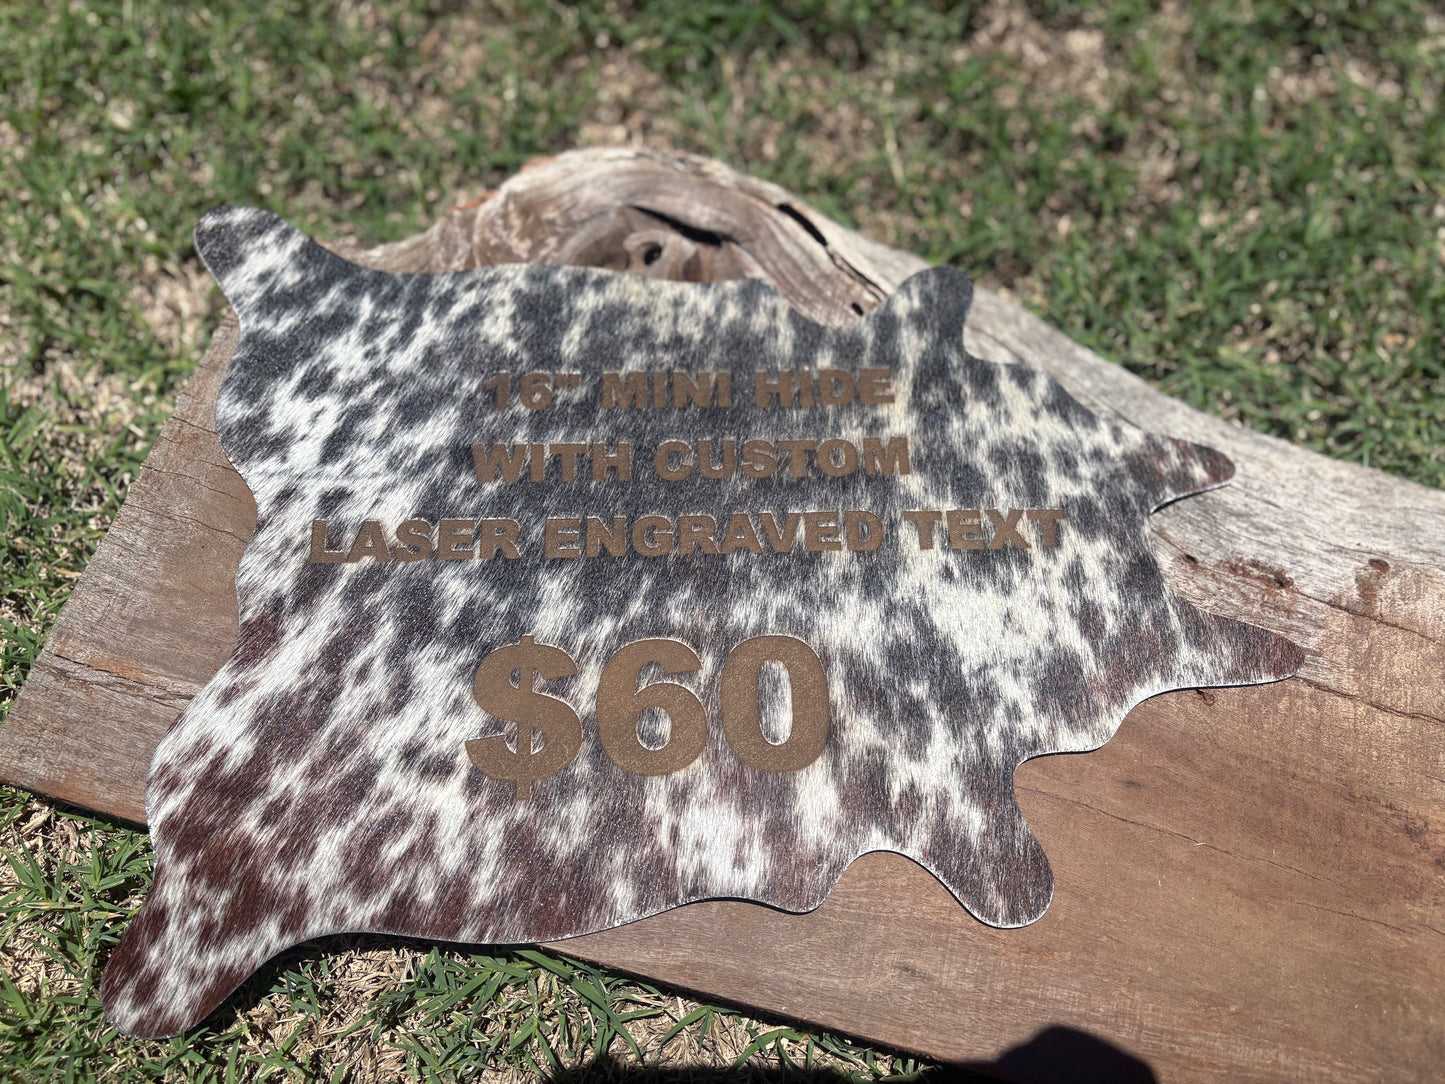 16" MINI HIDE
WITH CUSTOM
LASER ENGRAVED TEXT
$60